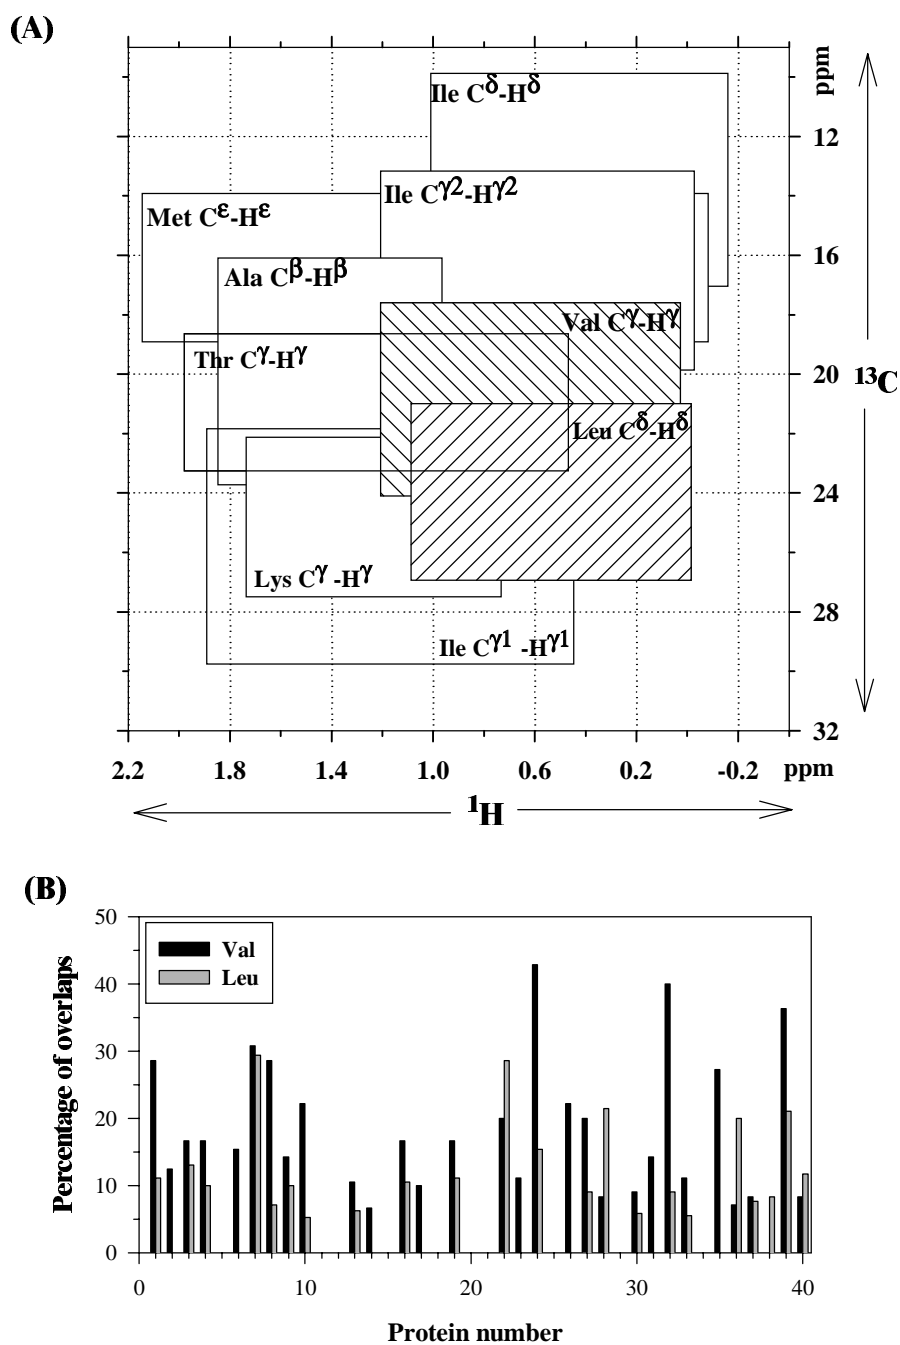 (A)
ppm
Ile Cδ-Hδ
12
Ile Cγ2-Hγ2
Met Cε-Hε
16
Ala Cβ-Hβ
Val Cγ-Hγ
Thr Cγ-Hγ
20
13C
Leu Cδ-Hδ
24
Lys Cγ -Hγ
28
Ile Cγ1 -Hγ1
32
2.2 1.8 1.4 1.0 0.6 0.2 -0.2 ppm
1H
(B)
50
Val
Leu
40
30
20
10
0
Percentage of overlaps
0 10 20 30 40
Protein number